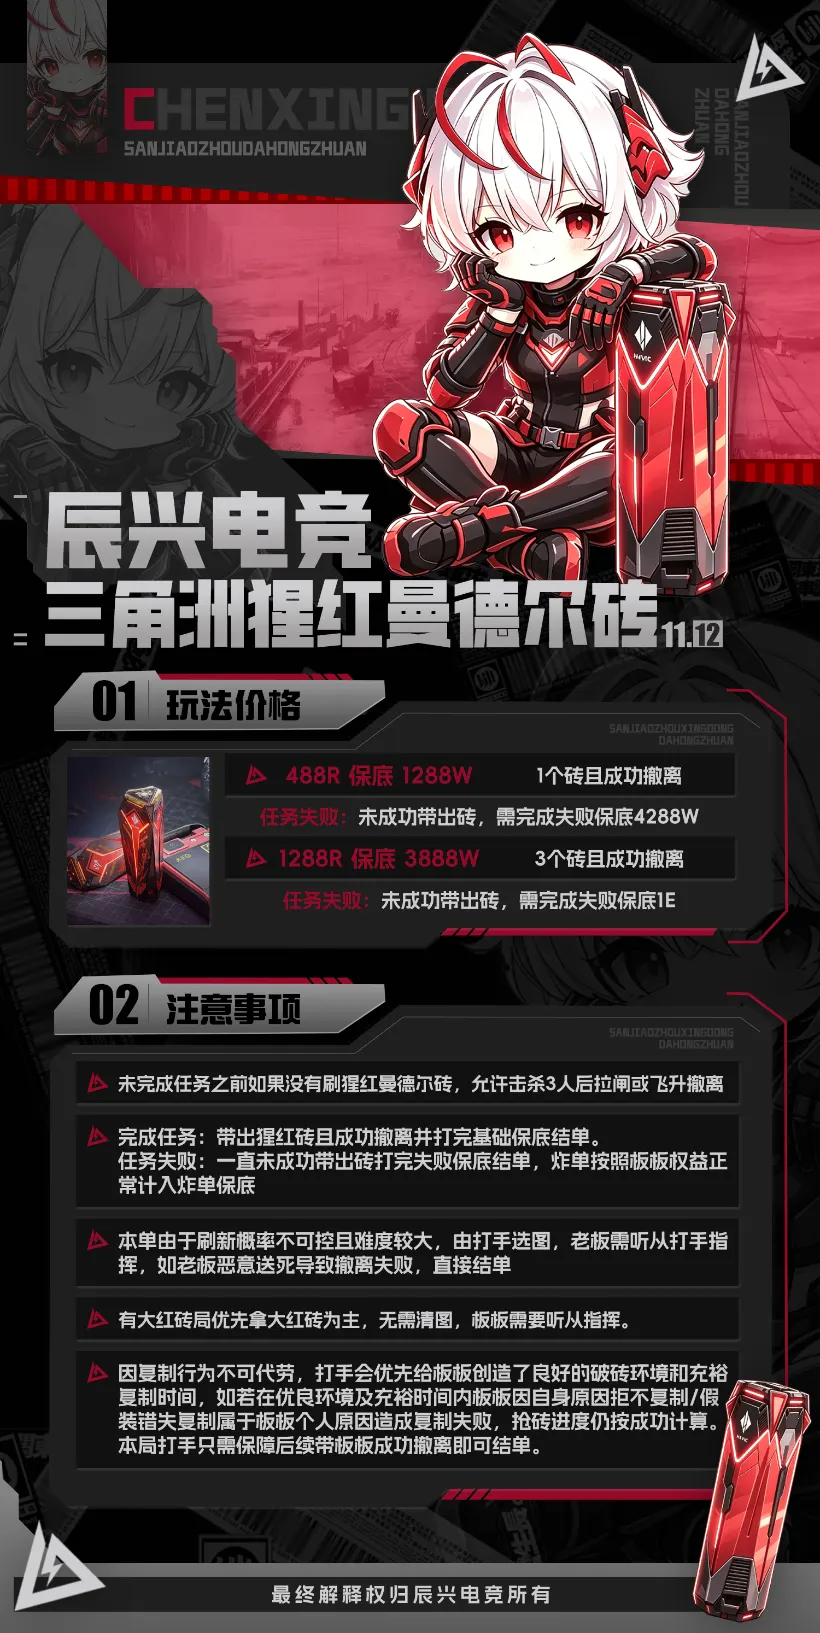 CHENXING
SANJIAOZHOUDAHONGZHUAN
SANJIAOZHOU
DAHONG
ZHUAN
H4VIC
辰兴电竞
三角洲猩红曼德尔砖11.12
01 玩法价格
SANJIAOZHOUXINGDONG
DAHONGZHUAN
488R 保底 1288W 1个砖且成功撤离
任务失败：未成功带出砖，需完成失败保底4288W
1288R 保底 3888W 3个砖且成功撤离
任务失败：未成功带出砖，需完成失败保底1E
02 注意事项
SANJIAOZHOUXINGDONG
DAHONGZHUAN
未完成任务之前如果没有刷猩红曼德尔砖，允许击杀3人后拉闸或飞升撤离
完成任务：带出猩红砖且成功撤离并打完基础保底结单。
任务失败：一直未成功带出砖打完失败保底结单，炸单按照板板权益正
常计入炸单保底
本单由于刷新概率不可控且难度较大，由打手选图，老板需听从打手指
挥，如老板恶意送死导致撤离失败，直接结单
有大红砖局优先拿大红砖为主，无需清图，板板需要听从指挥。
因复制行为不可代劳，打手会优先给板板创造了良好的破砖环境和充裕
复制时间，如若在优良环境及充裕时间内板板因自身原因拒不复制/假
装错失复制属于板板个人原因造成复制失败，抢砖进度仍按成功计算。
本局打手只需保障后续带板板成功撤离即可结单。
最终解释权归辰兴电竞所有